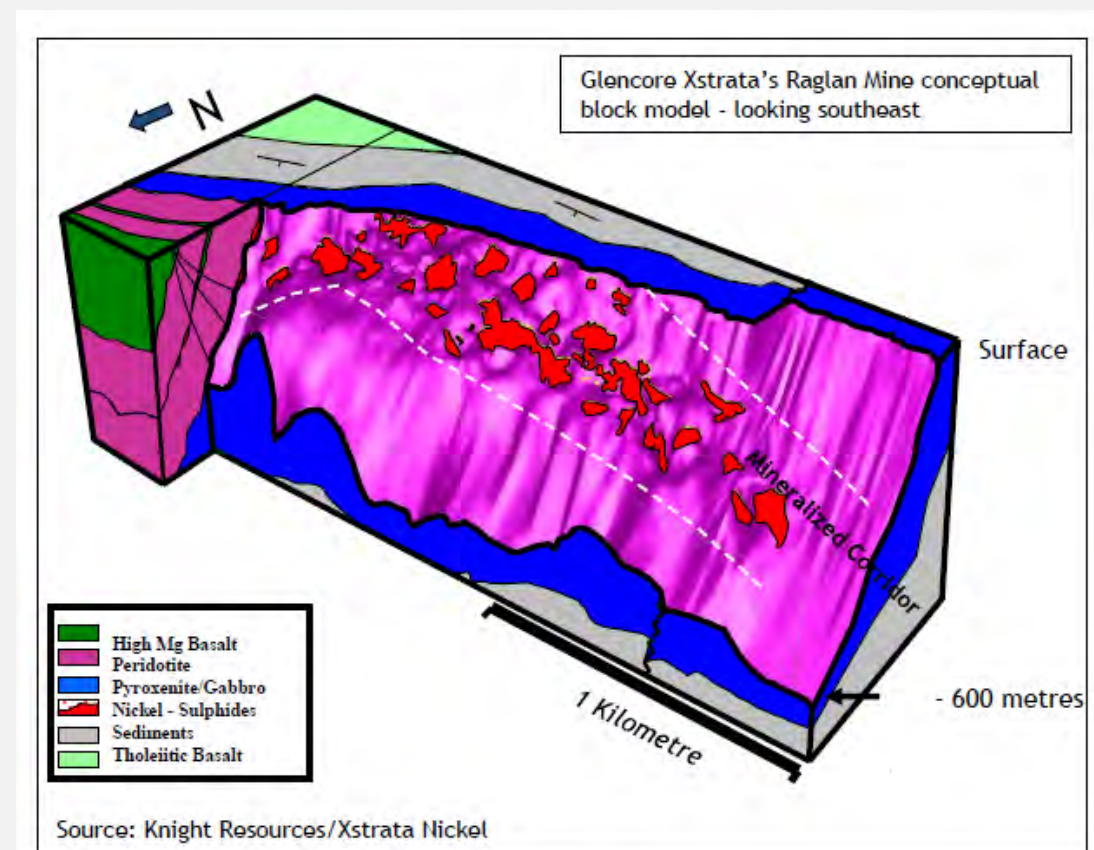 Glencore Xstrata's Raglan Mine conceptual
block model - looking southeast
N
Surface
Mineralized Corridor
- 600 metres
1 Kilometre
High Mg Basalt
Peridotite
Pyroxenite/Gabbro
Nickel - Sulphides
Sediments
Tholeiitic Basalt
Source: Knight Resources/Xstrata Nickel